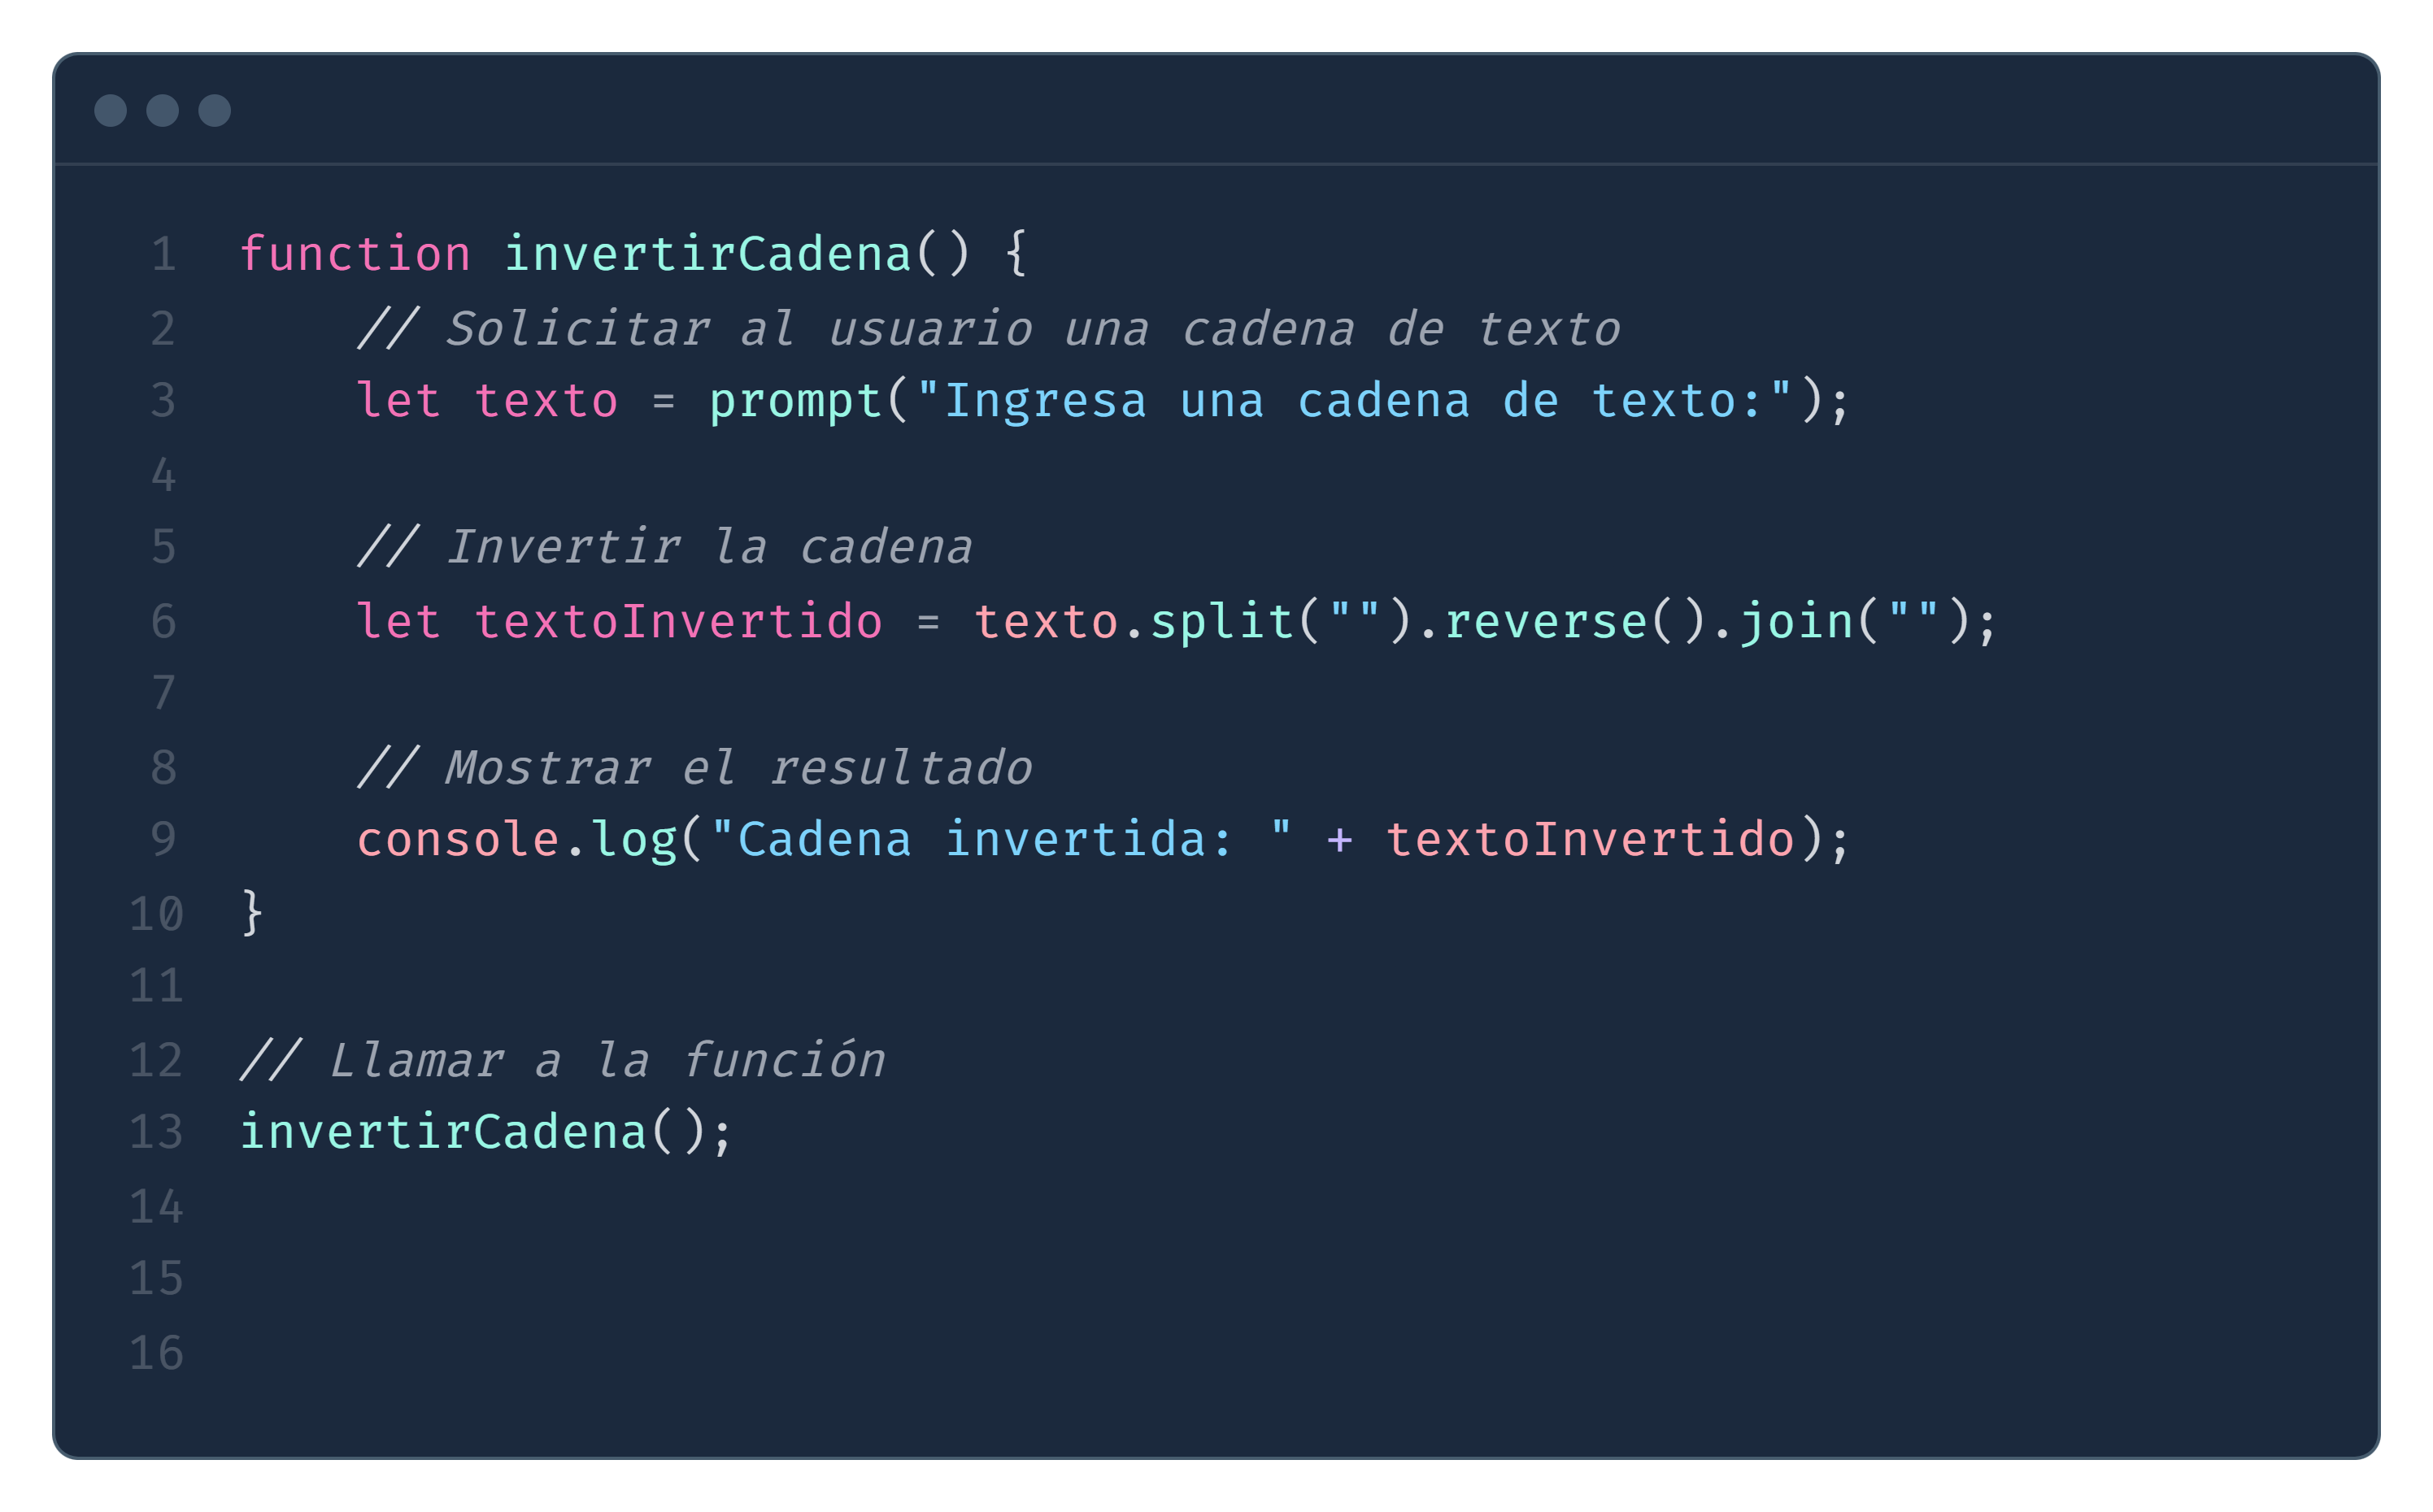 1 function invertirCadena() {
2 // Solicitar al usuario una cadena de texto
3 let texto = prompt("Ingresa una cadena de texto:");
4
5 // Invertir la cadena
6 let textoInvertido = texto.split("").reverse().join("");
7
8 // Mostrar el resultado
9 console.log("Cadena invertida: " + textoInvertido);
10 }
11
12 // Llamar a la función
13 invertirCadena();
14
15
16